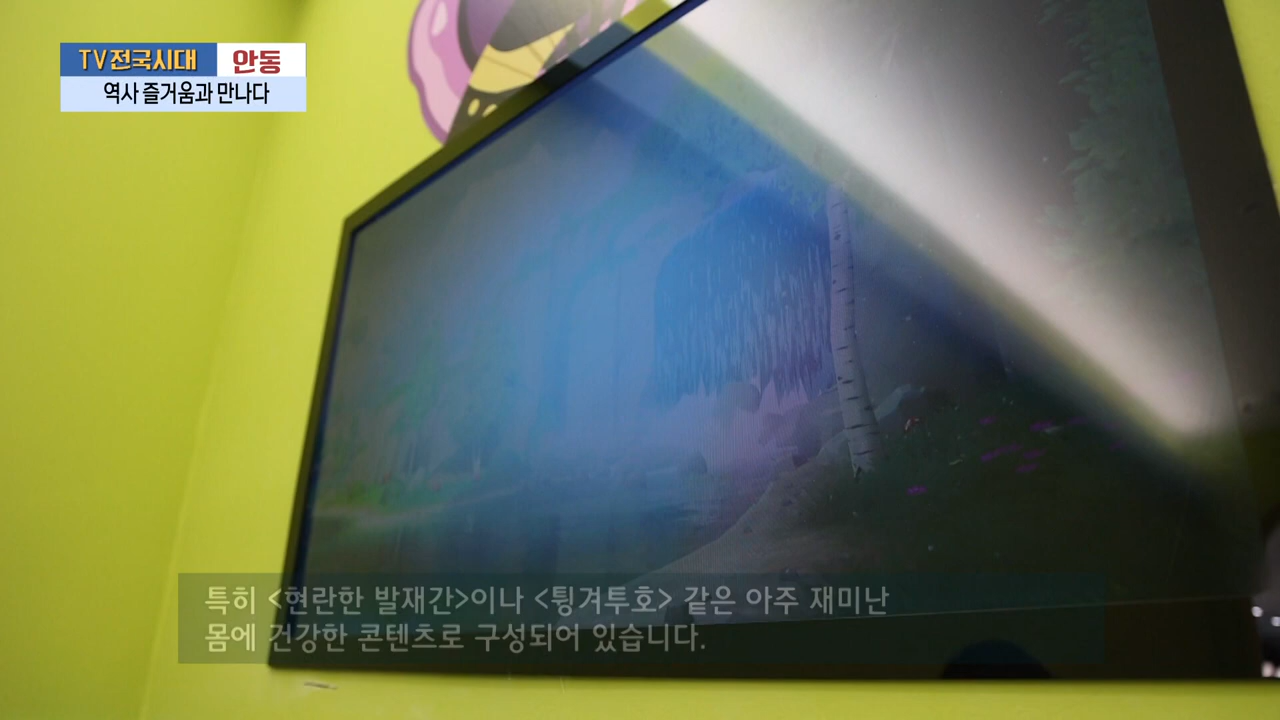 TV전국시대 안동
역사 즐거움과 만나다
특히 <현란한 발재간>이나 <튕겨투호> 같은 아주 재미난
몸에 건강한 콘텐츠로 구성되어 있습니다.